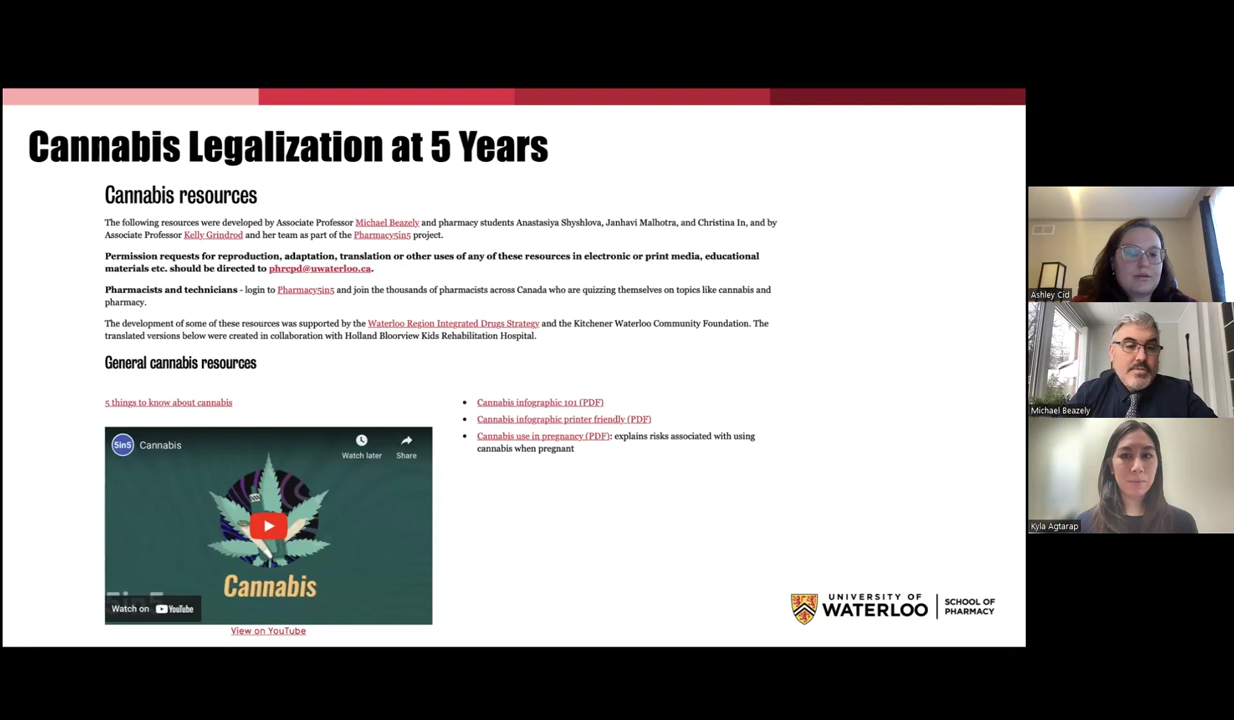 Cannabis Legalization at 5 Years
Cannabis resources
The following resources were developed by Associate Professor Michael Beazely and pharmacy students Anastasiya Shyshlova, Janhavi Malhotra, and Christina In, and by
Associate Professor Kelly Grindrod and her team as part of the Pharmacy5in5 project.
Permission requests for reproduction, adaptation, translation or other uses of any of these resources in electronic or print media, educational
materials etc. should be directed to phrcpd@uwaterloo.ca.
Pharmacists and technicians - login to Pharmacy5in5 and join the thousands of pharmacists across Canada who are quizzing themselves on topics like cannabis and
pharmacy.
The development of some of these resources was supported by the Waterloo Region Integrated Drugs Strategy and the Kitchener Waterloo Community Foundation. The
translated versions below were created in collaboration with Holland Bloorview Kids Rehabilitation Hospital.
General cannabis resources
5 things to know about cannabis
5in5 Cannabis
Watch later
Share
Cannabis
Watch on YouTube
View on YouTube
• Cannabis infographic 101 (PDF)
• Cannabis infographic printer friendly (PDF)
• Cannabis use in pregnancy (PDF): explains risks associated with using
cannabis when pregnant
UNIVERSITY OF
WATERLOO
SCHOOL OF
PHARMACY
Ashley Cid
Michael Beazely
Kyla Agtarap